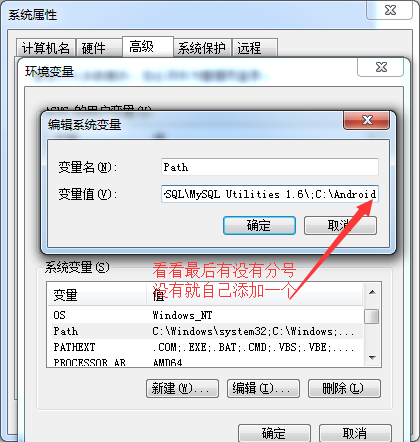 系统属性
计算机名
硬件
高级
系统保护
远程
环境变量
编辑系统变量
变量名(N):
Path
变量值(V):
SQL\MySQL Utilities 1.6\;C:\Android
确定
取消
看看最后有没有分号
没有就自己添加一个
系统变量(S)
变量
值
OS
Windows_NT
Path
C:\Windows\system32;C:\Windows;...
PATHEXT
.COM;.EXE;.BAT;.CMD;.VBS;.VBE;....
PROCESSOR_AR
AMD64
新建(W)...
编辑(I)...
删除(L)
确定
取消